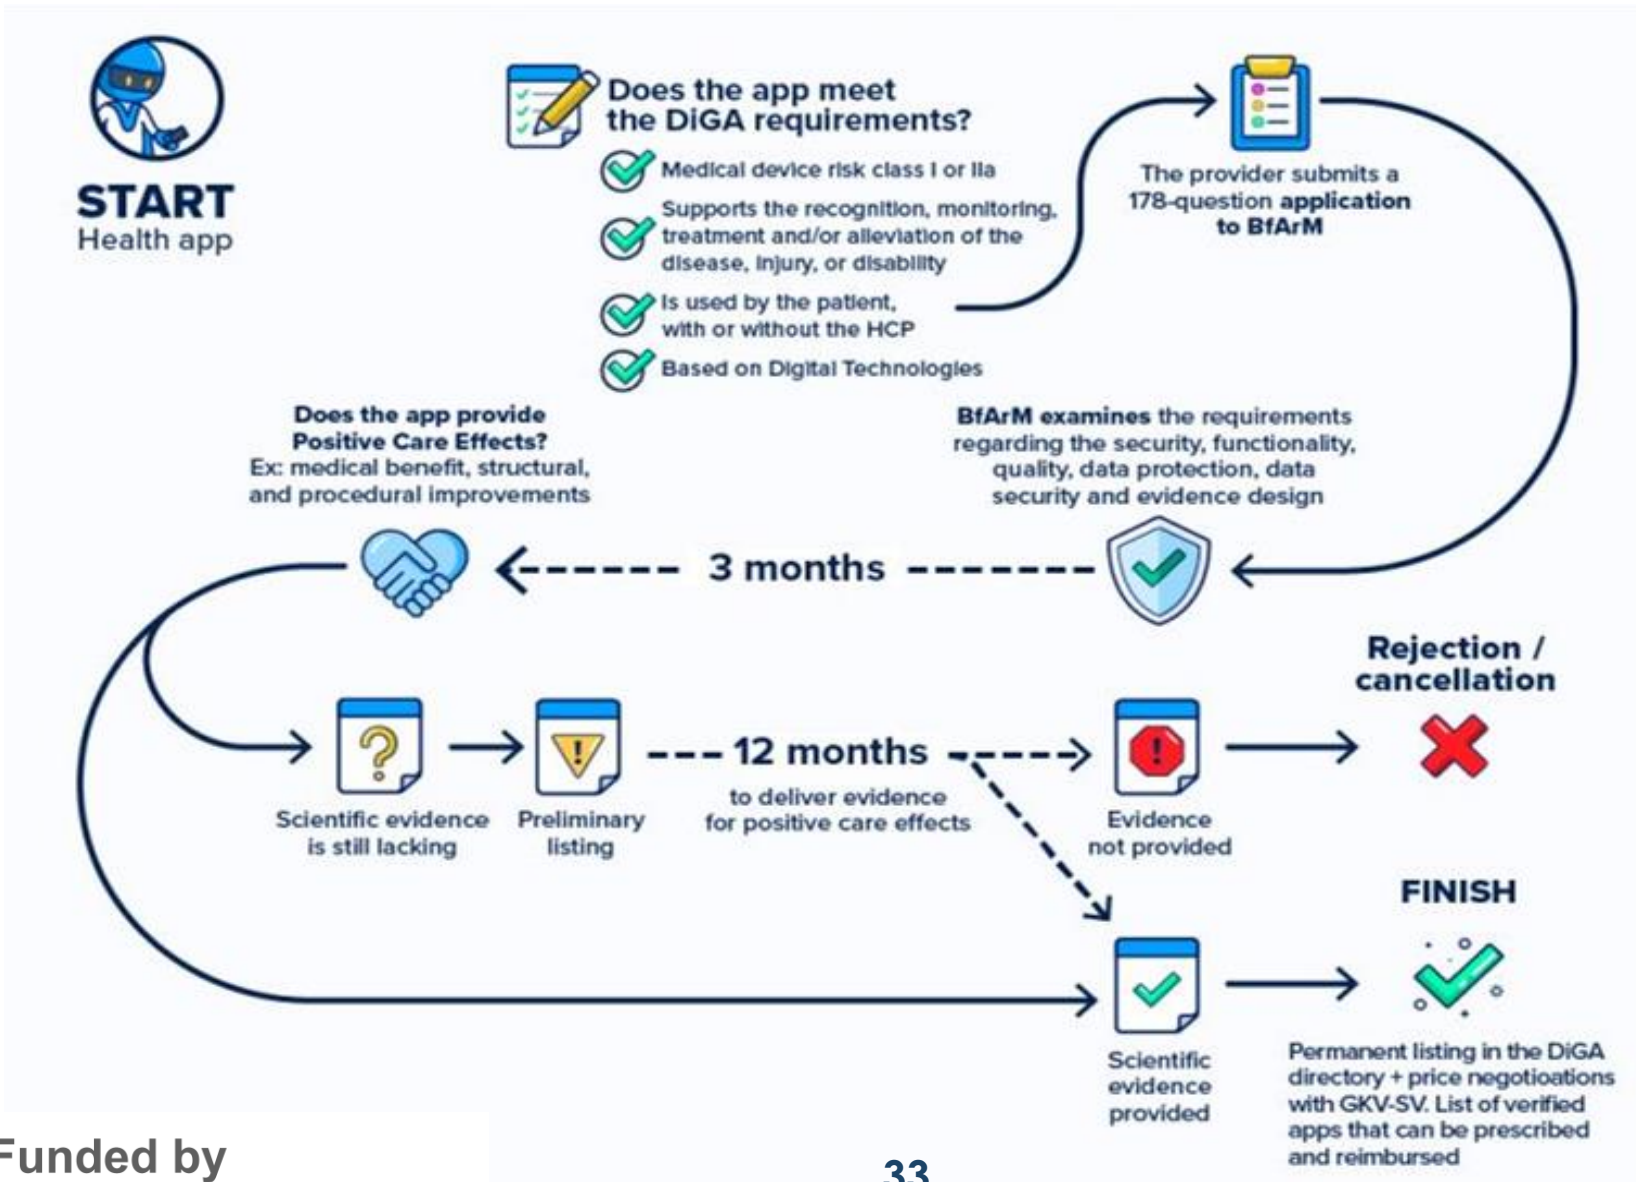 START
Health app
Does the app meet
the DiGA requirements?
Medical device risk class I or IIa
Supports the recognition, monitoring,
treatment and/or alleviation of the
disease, injury, or disability
Is used by the patient,
with or without the HCP
Based on Digital Technologies
The provider submits a
178-question application
to BfArM
BfArM examines the requirements
regarding the security, functionality,
quality, data protection, data
security and evidence design
3 months
Does the app provide
Positive Care Effects?
Ex: medical benefit, structural,
and procedural improvements
Scientific evidence
is still lacking
Preliminary
listing
12 months
to deliver evidence
for positive care effects
Evidence
not provided
Rejection /
cancellation
Scientific
evidence
provided
FINISH
Permanent listing in the DiGA
directory + price negotioations
with GKV-SV. List of verified
apps that can be prescribed
and reimbursed
Funded by
33